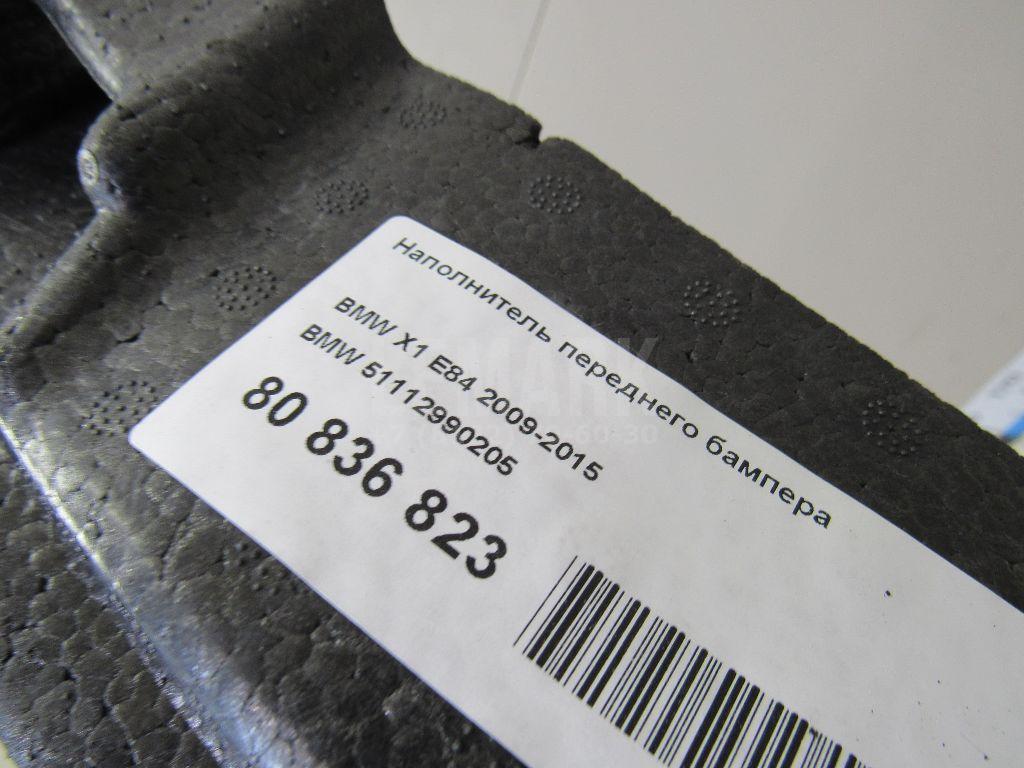 Наполнитель переднего бампера
BMW X1 E84 2009-2015
BMW 51112990205
80 836 823